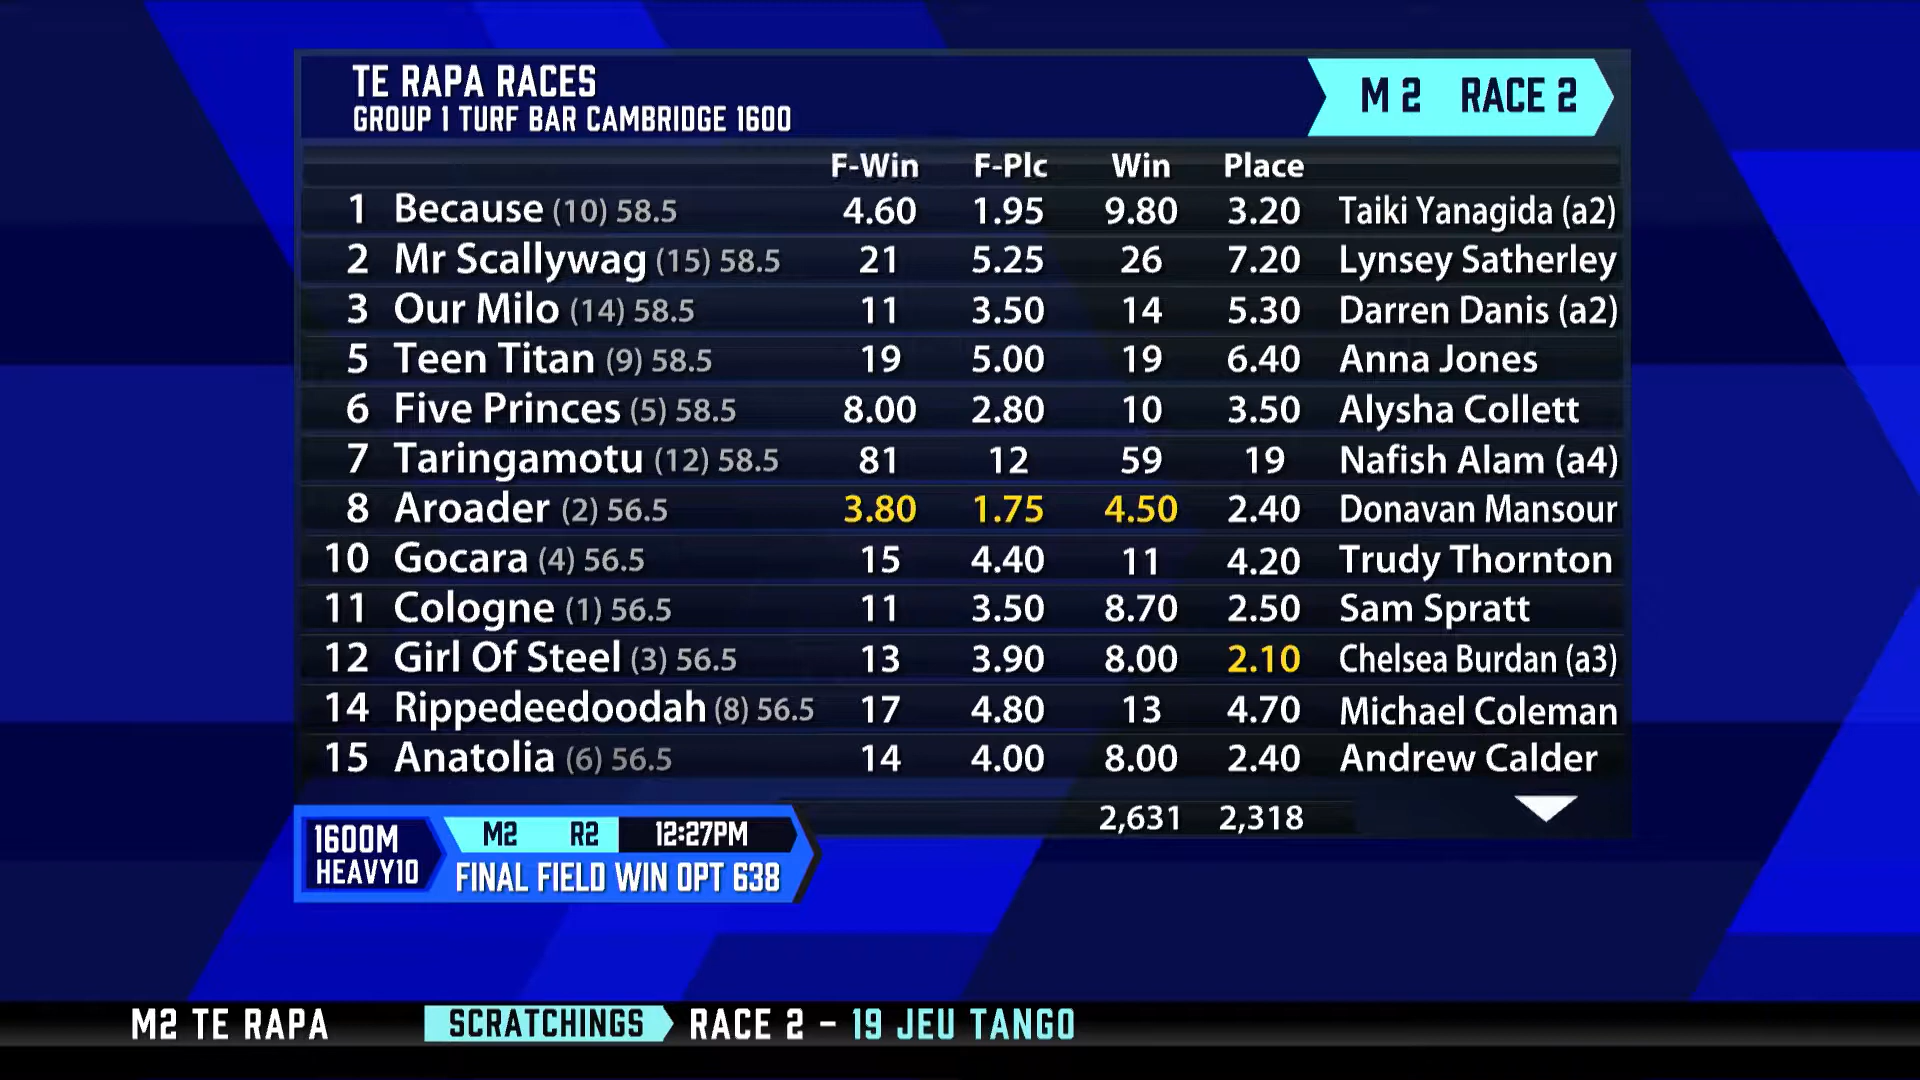 TE RAPA RACES
GROUP 1 TURF BAR CAMBRIDGE 1600
M 2 RACE 2
F-Win F-Plc Win Place
1 Because (10) 58.5 4.60 1.95 9.80 3.20 Taiki Yanagida (a2)
2 Mr Scallywag (15) 58.5 21 5.25 26 7.20 Lynsey Satherley
3 Our Milo (14) 58.5 11 3.50 14 5.30 Darren Danis (a2)
5 Teen Titan (9) 58.5 19 5.00 19 6.40 Anna Jones
6 Five Princes (5) 58.5 8.00 2.80 10 3.50 Alysha Collett
7 Taringamotu (12) 58.5 81 12 59 19 Nafish Alam (a4)
8 Aroader (2) 56.5 3.80 1.75 4.50 2.40 Donavan Mansour
10 Gocara (4) 56.5 15 4.40 11 4.20 Trudy Thornton
11 Cologne (1) 56.5 11 3.50 8.70 2.50 Sam Spratt
12 Girl Of Steel (3) 56.5 13 3.90 8.00 2.10 Chelsea Burdan (a3)
14 Rippedeedoodah (8) 56.5 17 4.80 13 4.70 Michael Coleman
15 Anatolia (6) 56.5 14 4.00 8.00 2.40 Andrew Calder
2,631 2,318
1600M
HEAVY10
M2 R2 12:27PM
FINAL FIELD WIN OPT 638
M2 TE RAPA SCRATCHINGS RACE 2 - 19 JEU TANGO